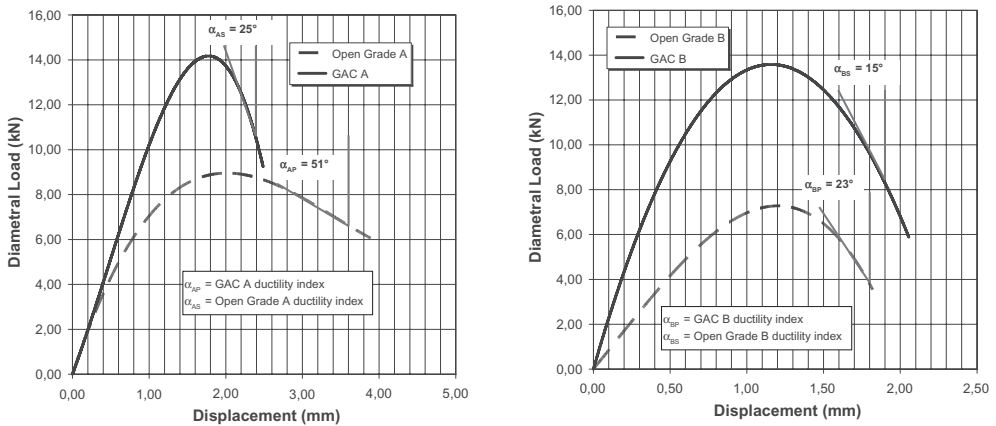 16,00
14,00
12,00
10,00
8,00
6,00
4,00
2,00
0,00
Diametral Load (kN)
α_AS = 25°
Open Grade A
GAC A
α_AP = 51°
α_AP = GAC A ductility index
α_AS = Open Grade A ductility index
0,00 1,00 2,00 3,00 4,00 5,00
Displacement (mm)
16,00
14,00
12,00
10,00
8,00
6,00
4,00
2,00
0,00
Diametral Load (kN)
Open Grade B
GAC B
α_BS = 15°
α_BP = 23°
α_BP = GAC B ductility index
α_BS = Open Grade B ductility index
0,00 0,50 1,00 1,50 2,00 2,50
Displacement (mm)